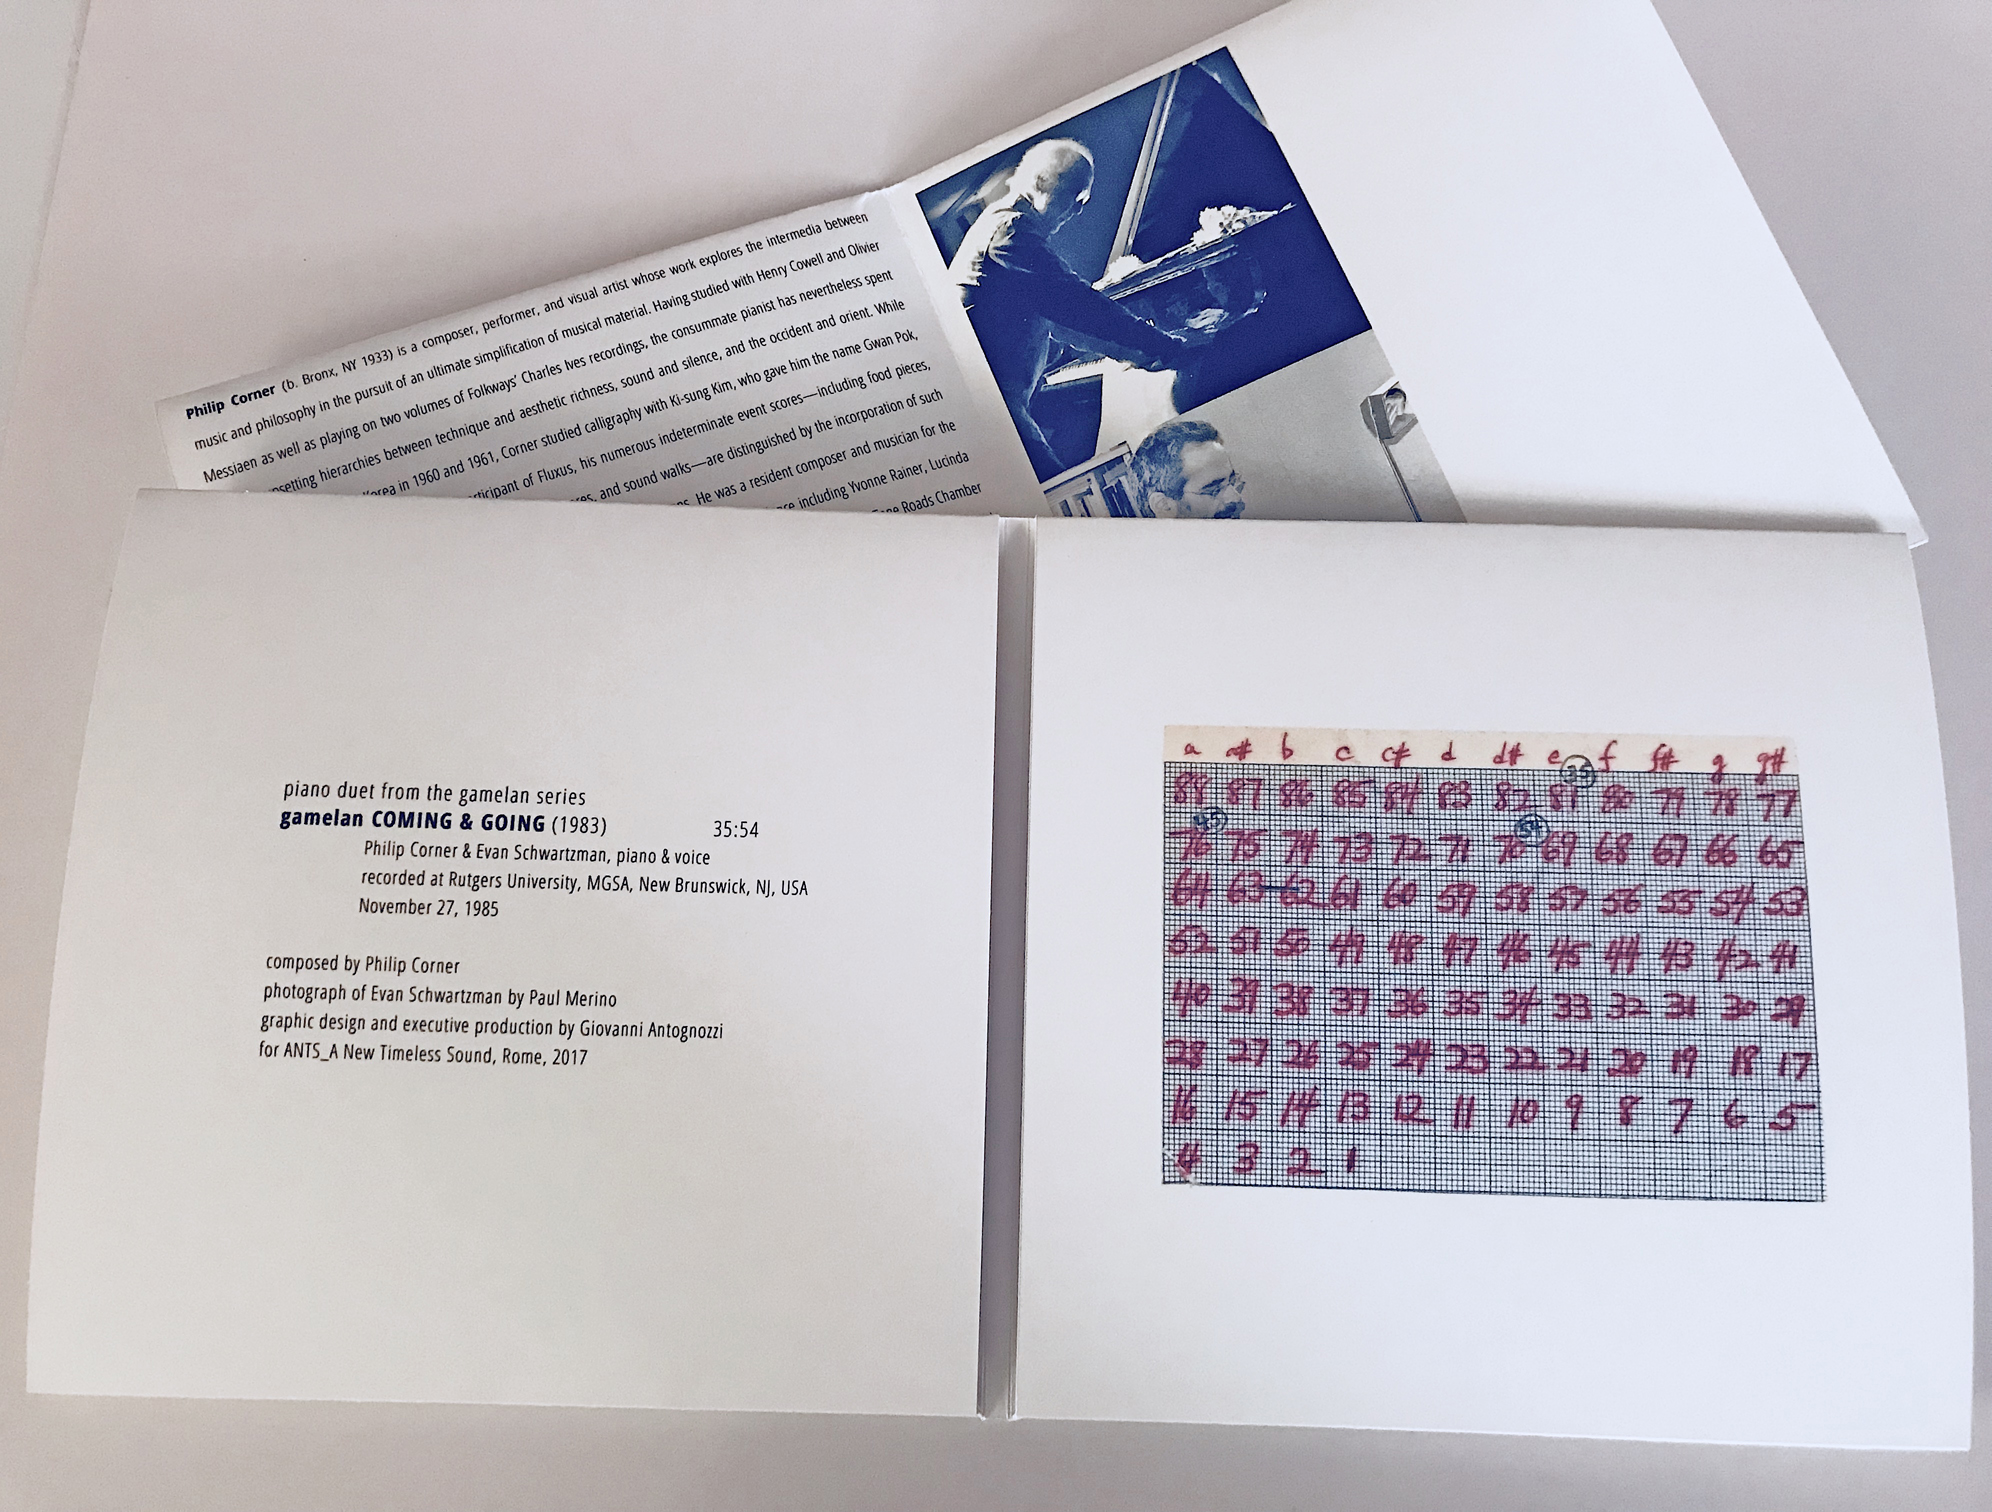 Philip Corner (b. Bronx, NY 1933) is a composer, performer, and visual artist whose work explores the intermedia between
music and philosophy in the pursuit of an ultimate simplification of musical material. Having studied with Henry Cowell and Olivier
Messiaen as well as playing on two volumes of Folkways' Charles Ives recordings, the consummate pianist has nevertheless spent
hierarchies between technique and aesthetic richness, sound and silence, and the occident and orient. While
in 1960 and 1961, Corner studied calligraphy with Ki-sung Kim, who gave him the name Gwan Pok,
of Fluxus, his numerous indeterminate event scores—including food pieces,
and sound walks—are distinguished by the incorporation of such
He was a resident composer and musician for the
including Yvonne Rainer, Lucinda
Roads Chamber
piano duet from the gamelan series
gamelan COMING & GOING (1983) 35:54
Philip Corner & Evan Schwartzman, piano & voice
recorded at Rutgers University, MGSA, New Brunswick, NJ, USA
November 27, 1985
composed by Philip Corner
photograph of Evan Schwartzman by Paul Merino
graphic design and executive production by Giovanni Antognozzi
for ANTS_A New Timeless Sound, Rome, 2017
a a# b c c# d d# e f f# g g#
35
88 87 86 85 84 83 82 81 80 79 78 77
45 54
76 75 74 73 72 71 70 69 68 67 66 65
64 63 62 61 60 59 58 57 56 55 54 53
52 51 50 49 48 47 46 45 44 43 42 41
40 39 38 37 36 35 34 33 32 31 30 29
28 27 26 25 24 23 22 21 20 19 18 17
16 15 14 13 12 11 10 9 8 7 6 5
4 3 2 1